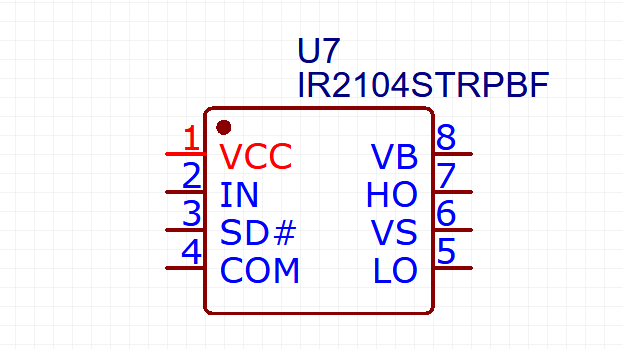 U7
IR2104STRPBF
1 VCC VB 8
2 IN HO 7
3 SD# VS 6
4 COM LO 5